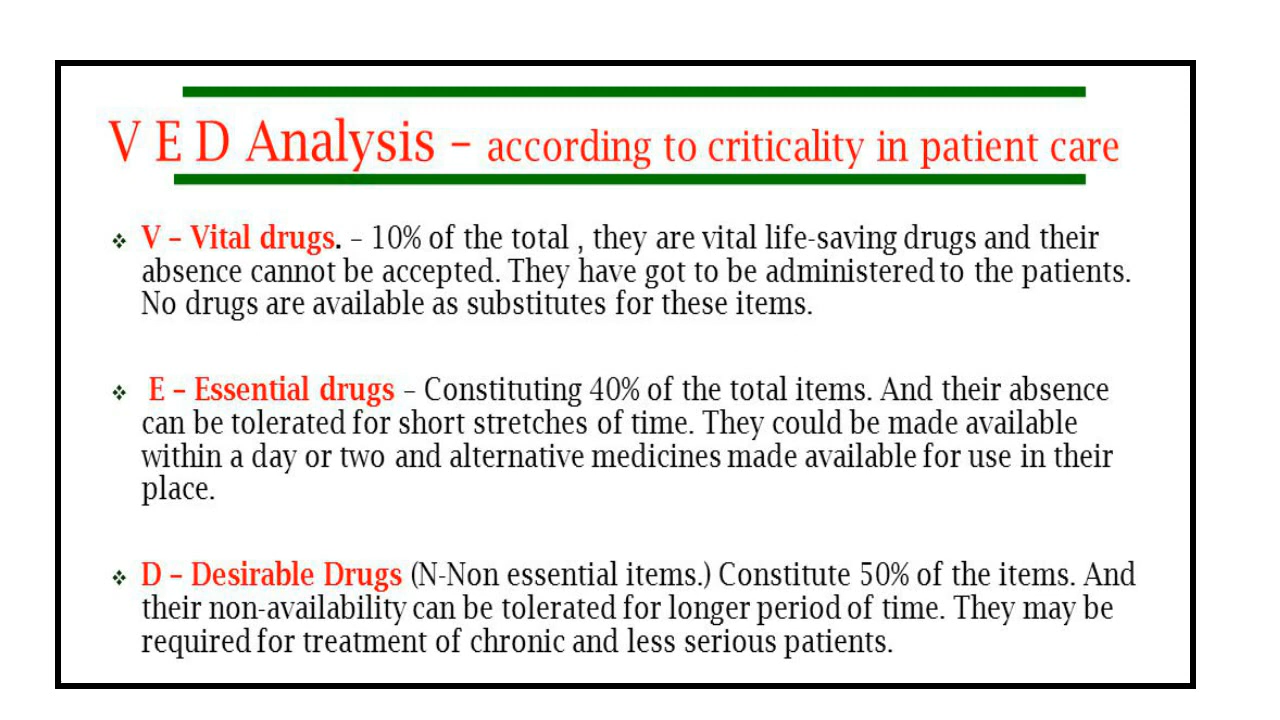 V E D Analysis – according to criticality in patient care
❖ V – Vital drugs. – 10% of the total , they are vital life-saving drugs and their
absence cannot be accepted. They have got to be administered to the patients.
No drugs are available as substitutes for these items.
❖ E – Essential drugs – Constituting 40% of the total items. And their absence
can be tolerated for short stretches of time. They could be made available
within a day or two and alternative medicines made available for use in their
place.
❖ D – Desirable Drugs (N-Non essential items.) Constitute 50% of the items. And
their non-availability can be tolerated for longer period of time. They may be
required for treatment of chronic and less serious patients.